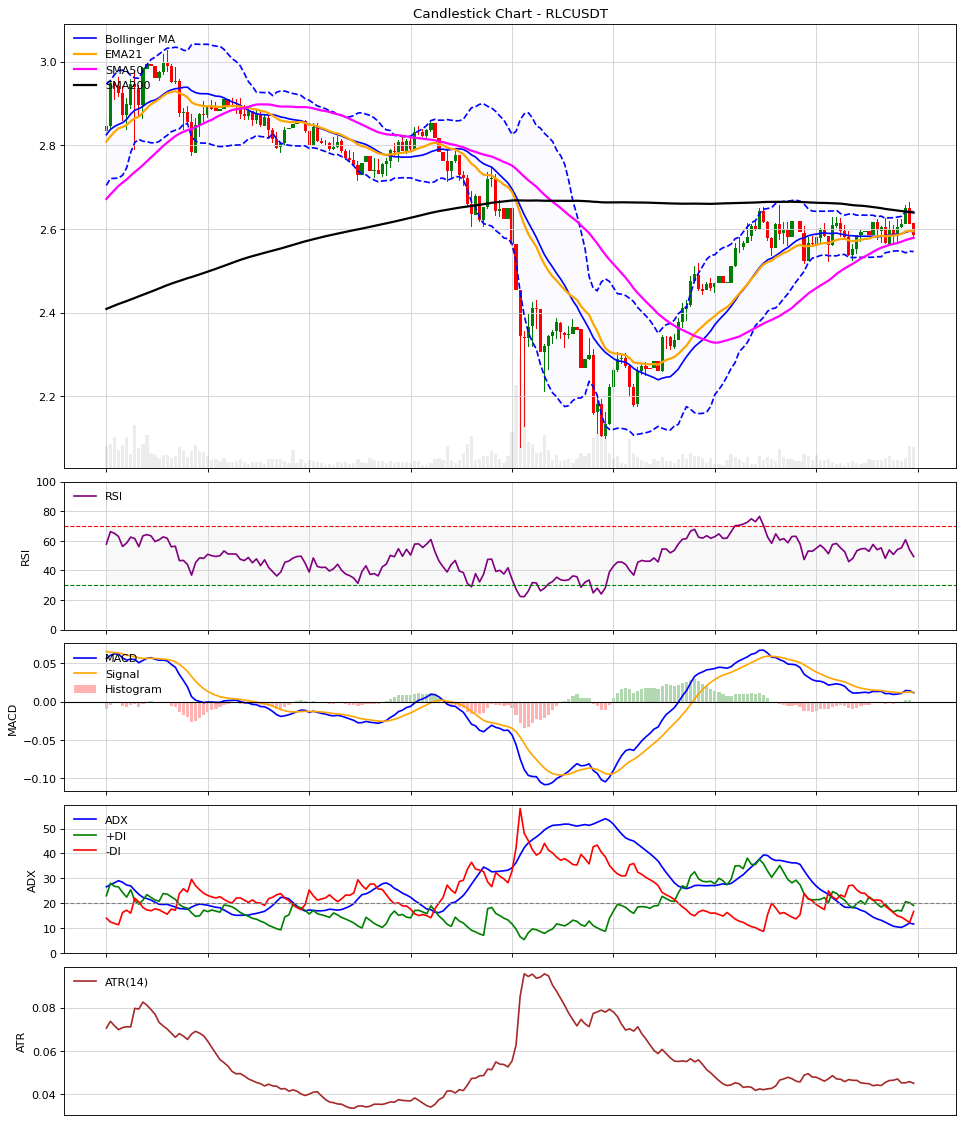 Candlestick Chart - RLCUSDT
Bollinger MA
EMA21
SMA50
SMA200
3.0
2.8
2.6
2.4
2.2
RSI
100
80
60
40
20
0
RSI
MACD
Signal
Histogram
0.05
0.00
−0.05
−0.10
MACD
ADX
+DI
-DI
50
40
30
20
10
0
ADX
ATR(14)
0.08
0.06
0.04
ATR